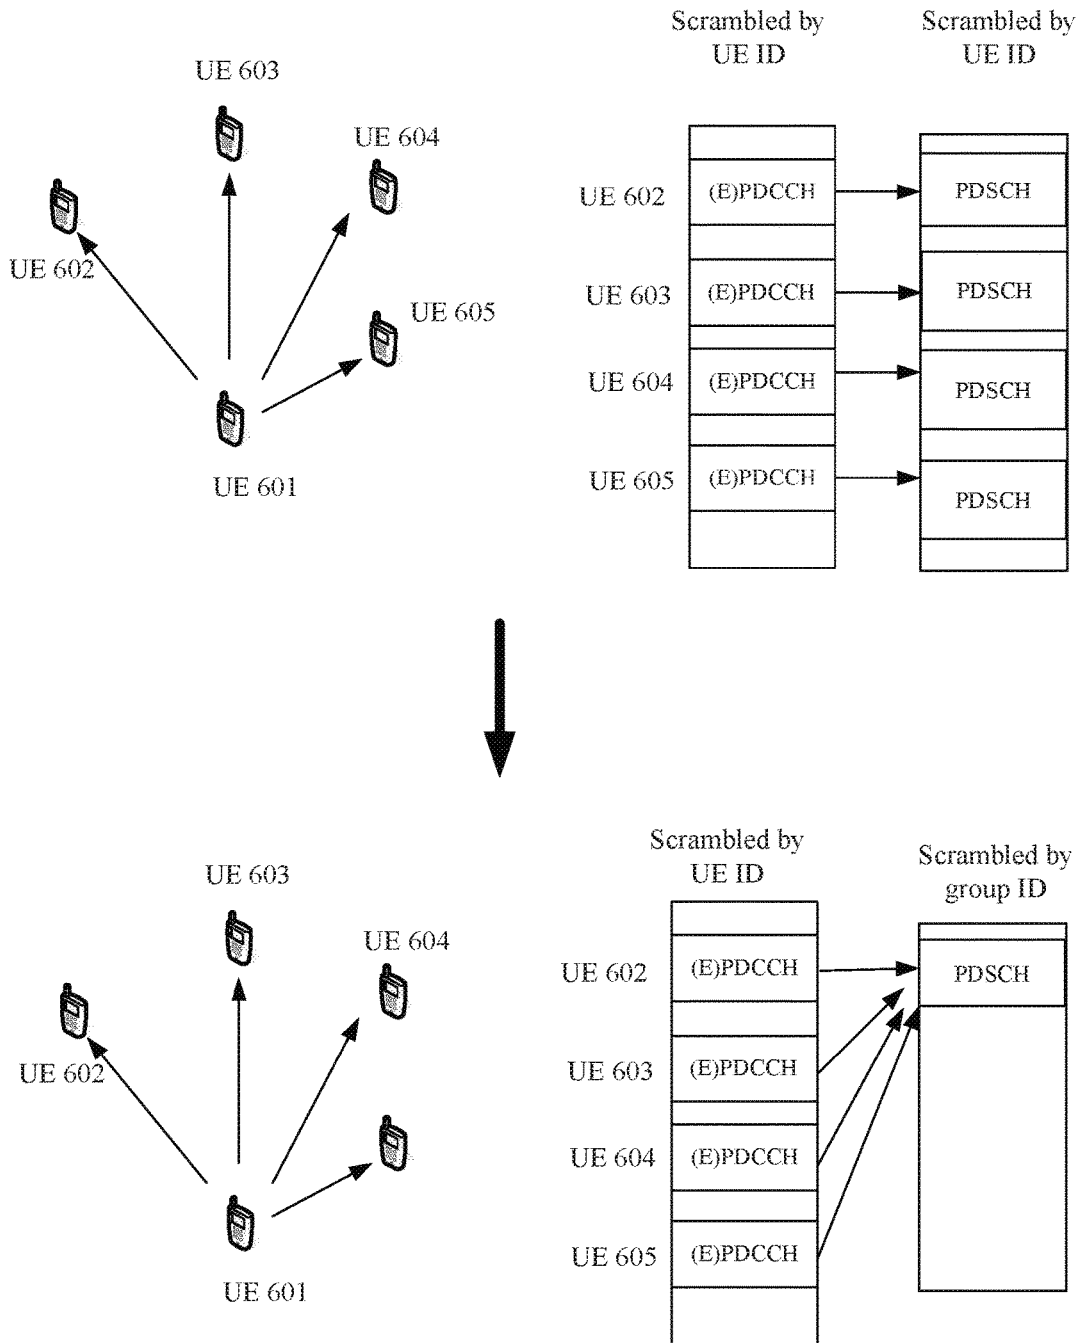 Scrambled by
UE ID
Scrambled by
UE ID
UE 603
UE 604
UE 602
UE 605
UE 601
UE 602
(E)PDCCH
PDSCH
UE 603
(E)PDCCH
PDSCH
UE 604
(E)PDCCH
PDSCH
UE 605
(E)PDCCH
PDSCH
Scrambled by
UE ID
Scrambled by
group ID
UE 603
UE 604
UE 602
UE 601
UE 602
(E)PDCCH
PDSCH
UE 603
(E)PDCCH
UE 604
(E)PDCCH
UE 605
(E)PDCCH